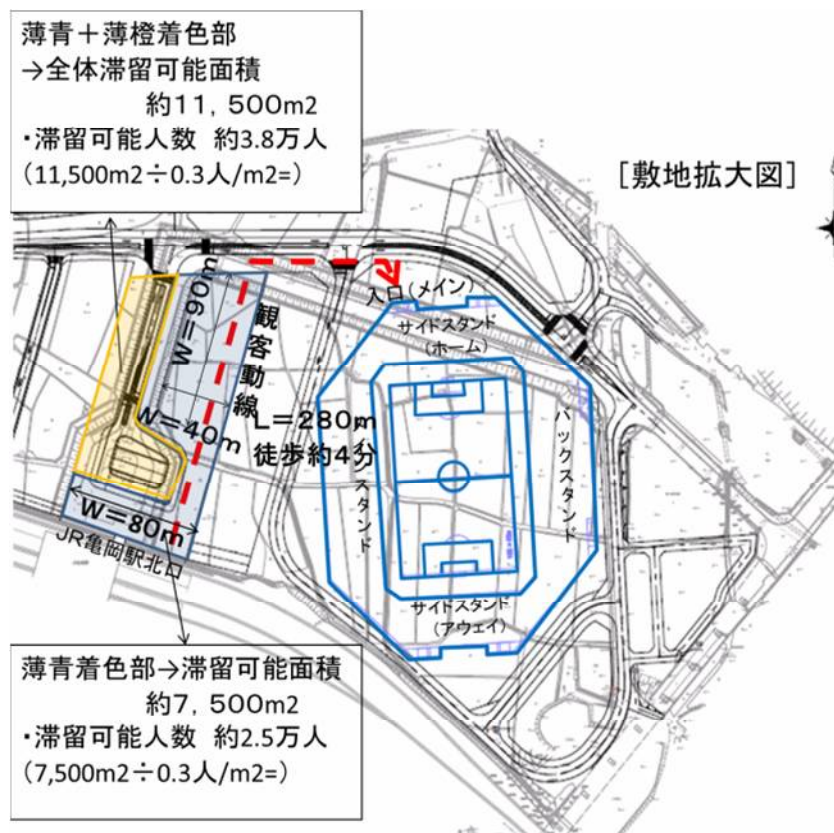 薄青＋薄橙着色部
→全体滞留可能面積
約11，500m2
・滞留可能人数 約3.8万人
（11,500m2÷0.3人/m2=）
［敷地拡大図］
入口（メイン）
サイドスタンド
（ホーム）
W＝90m
観客動線
W＝40m
L＝280m
徒歩約4分
メインスタンド
バックスタンド
W＝80m
JR亀岡駅北口
サイドスタンド
（アウェイ）
薄青着色部→滞留可能面積
約7，500m2
・滞留可能人数 約2.5万人
（7,500m2÷0.3人/m2=）